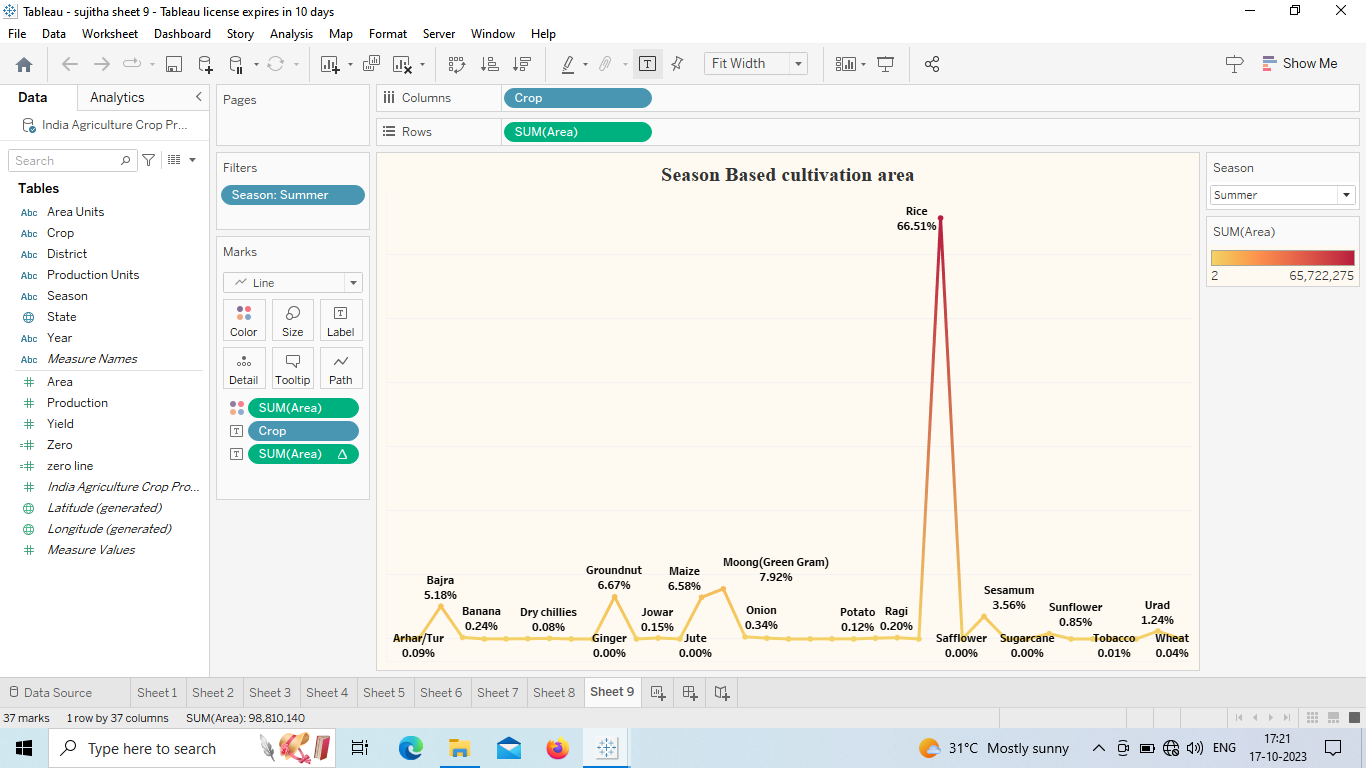 Tableau - sujitha sheet 9 - Tableau license expires in 10 days
File Data Worksheet Dashboard Story Analysis Map Format Server Window Help
Fit Width
Show Me
Data Analytics
India Agriculture Crop Pr...
Search
Tables
Abc Area Units
Abc Crop
Abc District
Abc Production Units
Abc Season
State
Abc Year
Abc Measure Names
# Area
# Production
# Yield
=# Zero
=# zero line
# India Agriculture Crop Pro...
Latitude (generated)
Longitude (generated)
# Measure Values
Pages
Filters
Season: Summer
Marks
Line
Color Size Label
Detail Tooltip Path
SUM(Area)
Crop
SUM(Area) Δ
Columns Crop
Rows SUM(Area)
Season Based cultivation area
Rice
66.51%
Moong(Green Gram)
7.92%
Groundnut
6.67%
Maize
6.58%
Bajra
5.18%
Sesamum
3.56%
Banana
0.24%
Dry chillies
0.08%
Jowar
0.15%
Onion
0.34%
Potato
0.12%
Ragi
0.20%
Sunflower
0.85%
Urad
1.24%
Arhar/Tur
0.09%
Ginger
0.00%
Jute
0.00%
Safflower
0.00%
Sugarcane
0.00%
Tobacco
0.01%
Wheat
0.04%
Season
Summer
SUM(Area)
2 65,722,275
Data Source Sheet 1 Sheet 2 Sheet 3 Sheet 4 Sheet 5 Sheet 6 Sheet 7 Sheet 8 Sheet 9
37 marks 1 row by 37 columns SUM(Area): 98,810,140
Type here to search
31°C Mostly sunny
ENG
17:21
17-10-2023